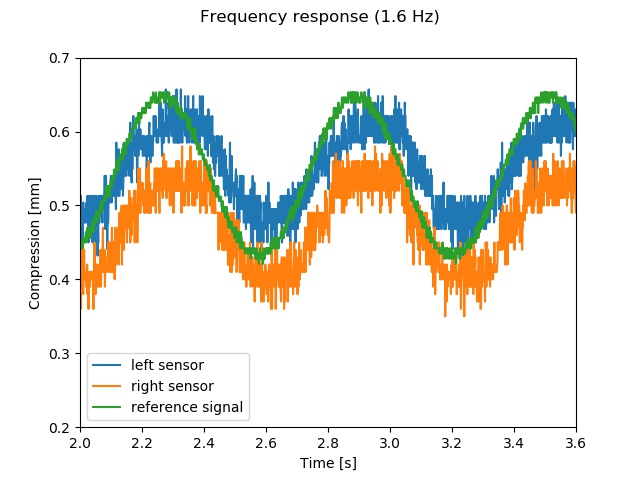 Frequency response (1.6 Hz)
0.7
0.6
0.5
0.4
0.3
0.2
Compression [mm]
left sensor
right sensor
reference signal
2.0 2.2 2.4 2.6 2.8 3.0 3.2 3.4 3.6
Time [s]